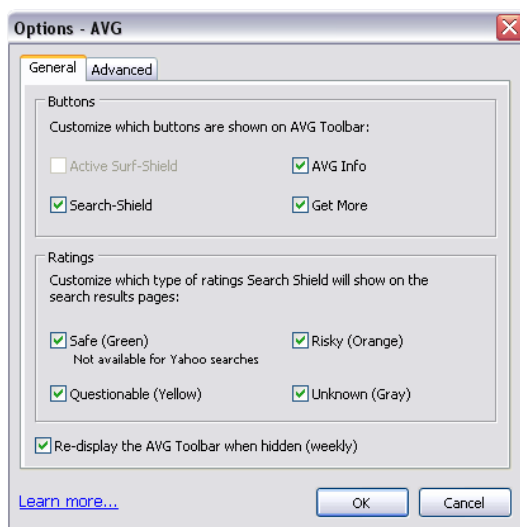 Options - AVG
General Advanced
Buttons
Customize which buttons are shown on AVG Toolbar:
Active Surf-Shield AVG Info
Search-Shield Get More
Ratings
Customize which type of ratings Search Shield will show on the
search results pages:
Safe (Green) Risky (Orange)
Not available for Yahoo searches
Questionable (Yellow) Unknown (Gray)
Re-display the AVG Toolbar when hidden (weekly)
Learn more... OK Cancel